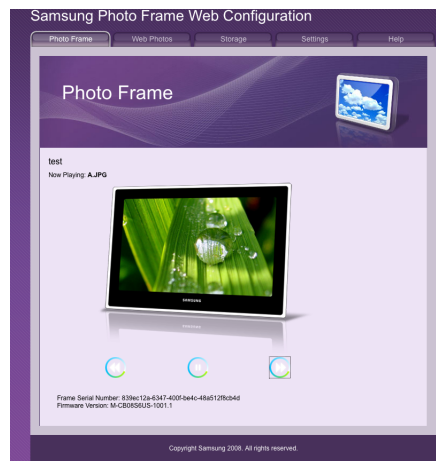 Samsung Photo Frame Web Configuration
Photo Frame
Web Photos
Storage
Settings
Help
Photo Frame
test
Now Playing: A.JPG
SAMSUNG
Frame Serial Number: 839ec12a-6347-400f-be4c-48a512f8cb4d
Firmware Version: M-CB08S6US-1001.1
Copyright Samsung 2008. All rights reserved.